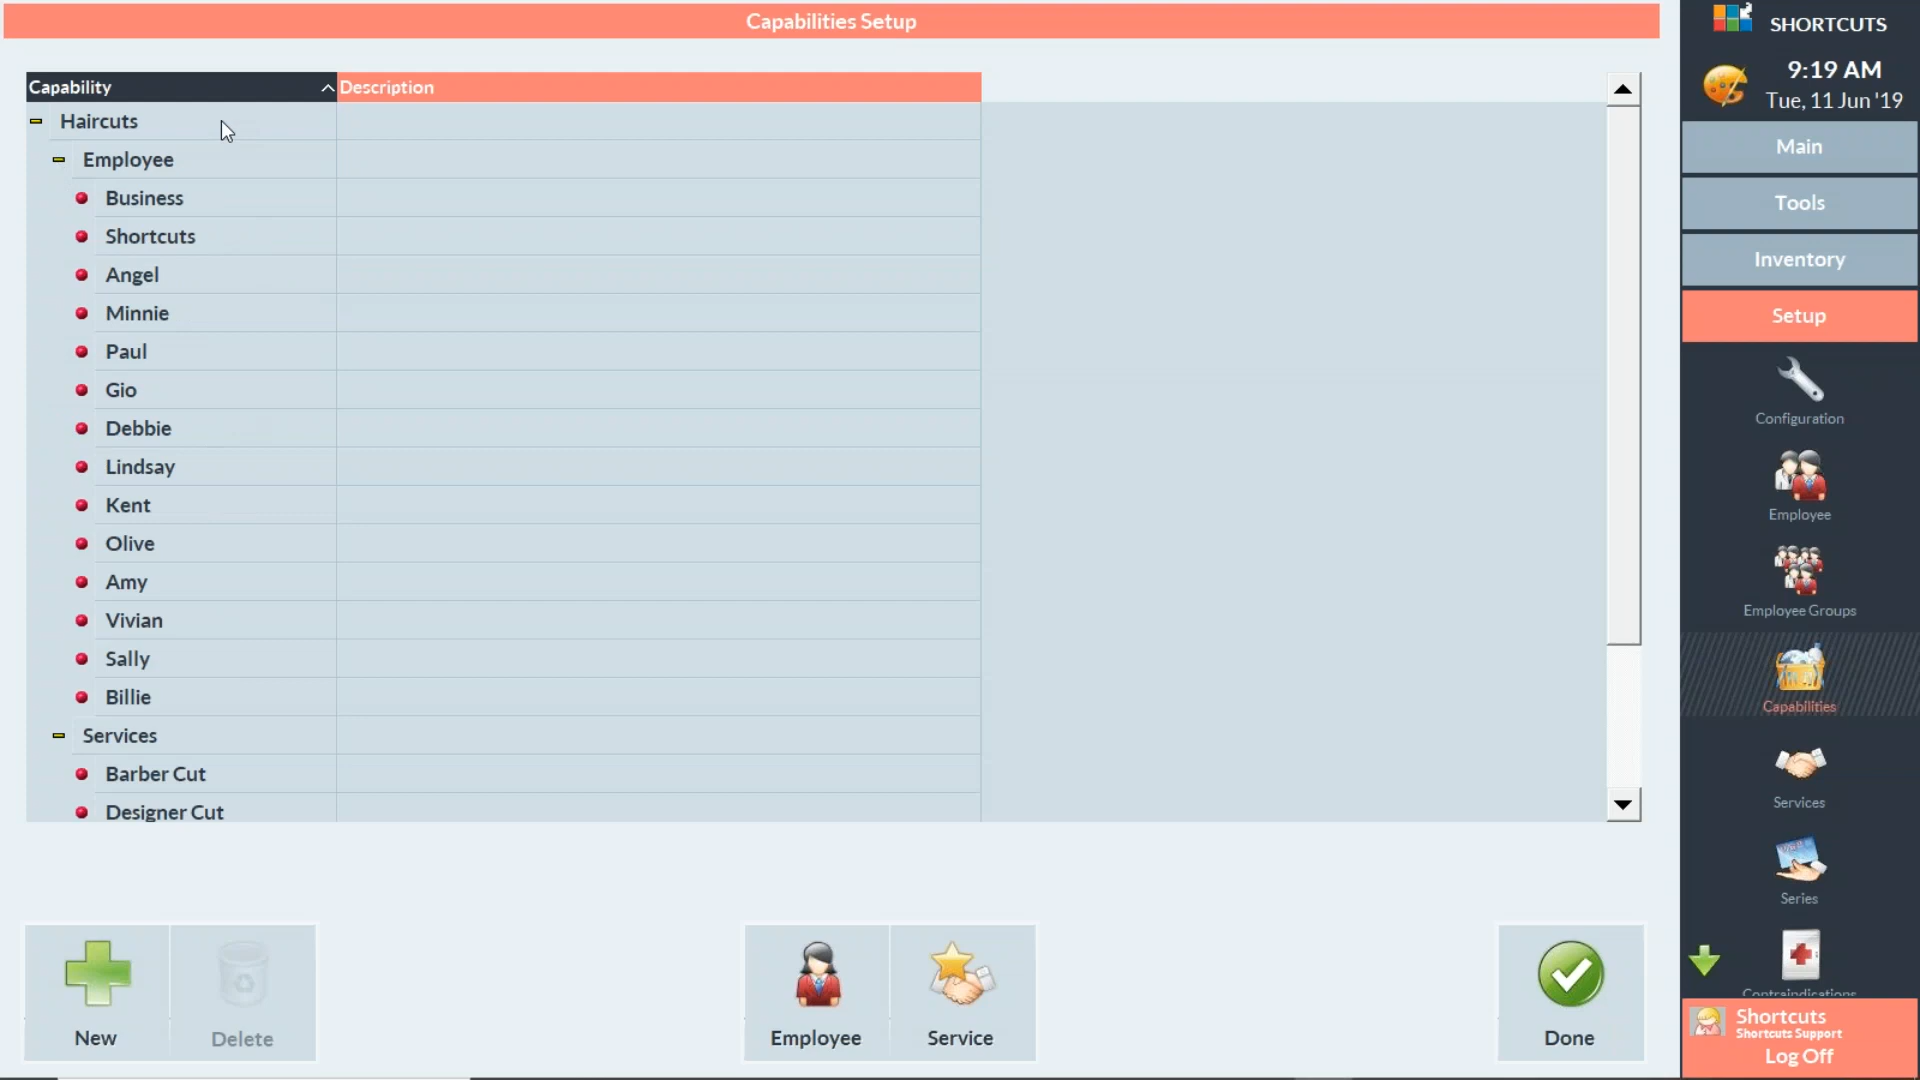 Capabilities Setup
Capability
Description
Haircuts
Employee
Business
Shortcuts
Angel
Minnie
Paul
Gio
Debbie
Lindsay
Kent
Olive
Amy
Vivian
Sally
Billie
Services
Barber Cut
Designer Cut
New
Delete
Employee
Service
Done
SHORTCUTS
9:19 AM
Tue, 11 Jun '19
Main
Tools
Inventory
Setup
Configuration
Employee
Employee Groups
Capabilities
Services
Series
Contraindications
Shortcuts
Shortcuts Support
Log Off